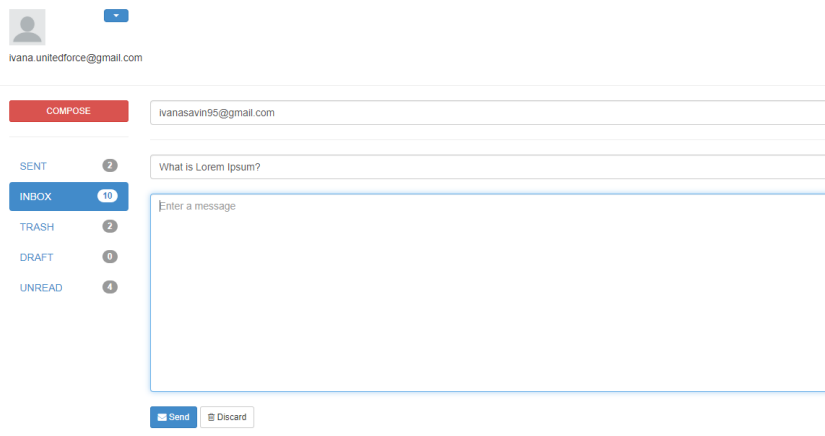 ivana.unitedforce@gmail.com
COMPOSE
SENT 2
INBOX 10
TRASH 2
DRAFT 0
UNREAD 4
ivanasavin95@gmail.com
What is Lorem Ipsum?
Enter a message
Send Discard